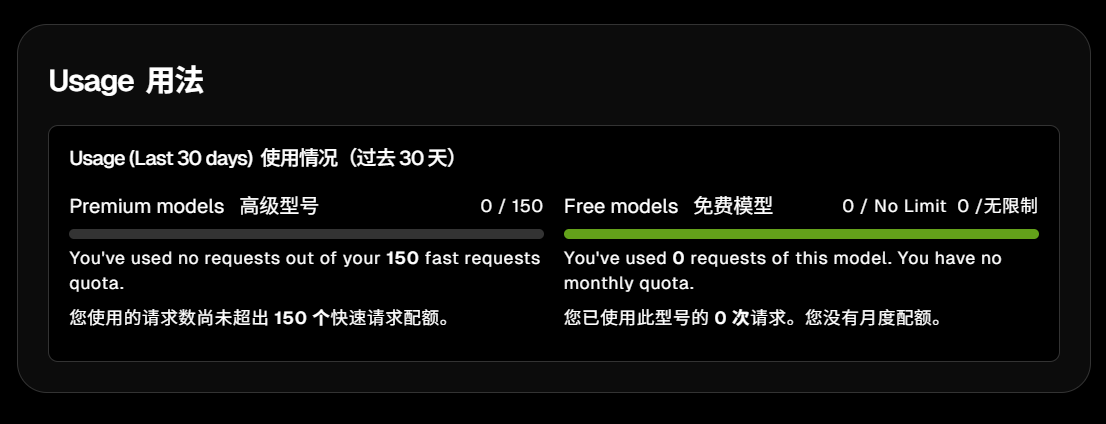 Usage 用法
Usage (Last 30 days) 使用情况（过去 30 天）
Premium models 高级型号 0 / 150
You've used no requests out of your 150 fast requests
quota.
您使用的请求数尚未超出 150 个快速请求配额。
Free models 免费模型 0 / No Limit 0 /无限制
You've used 0 requests of this model. You have no
monthly quota.
您已使用此型号的 0 次请求。您没有月度配额。